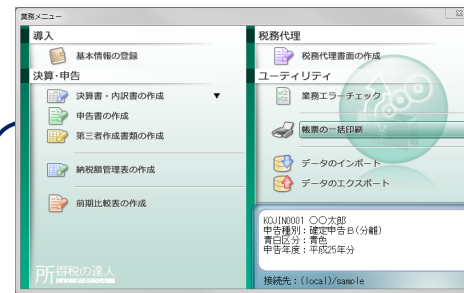 業務メニュー
導入
基本情報の登録
決算・申告
決算書・内訳書の作成 ▼
申告書の作成
第三者作成書類の作成
納税額管理表の作成
前期比較表の作成
所得税の達人
税務代理
税務代理書面の作成
ユーティリティ
業務エラーチェック
帳票の一括印刷
データのインポート
データのエクスポート
KOJIN0001 〇〇太郎
申告種別：確定申告B(分離)
青白区分：青色
申告年度：平成25年分
接続先：(local)/sample